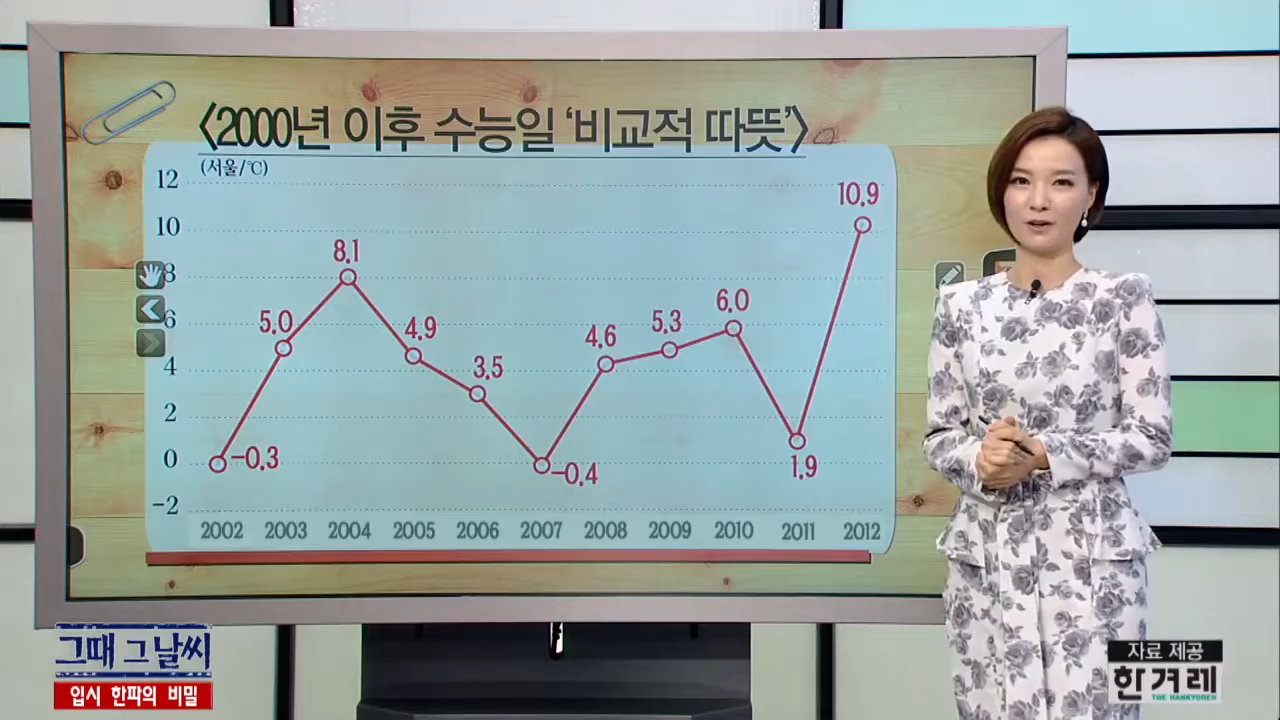 〈2000년 이후 수능일 ‘비교적 따뜻’〉
(서울/℃)
12
10
8
6
4
2
0
-2
-0.3
5.0
8.1
4.9
3.5
-0.4
4.6
5.3
6.0
1.9
10.9
2002 2003 2004 2005 2006 2007 2008 2009 2010 2011 2012
그때 그 날씨
입시 한파의 비밀
자료 제공
한겨레
THE HANKYOREH